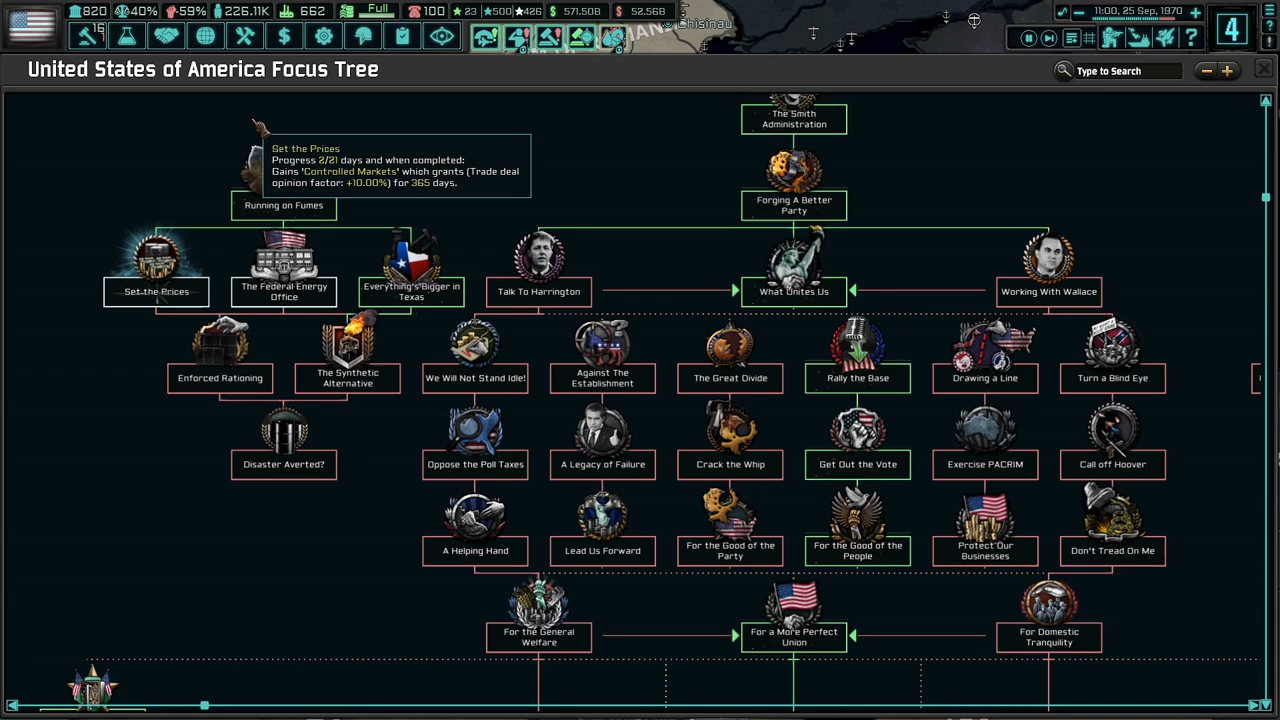 820 40% 59% 226.11K 662 Full 100 23 500 426 571.50B 52.56B
11:00, 25 Sep, 1970
16
4
Chisinau
United States of America Focus Tree
Type to Search
The Smith Administration
Set the Prices
Progress 2/21 days and when completed:
Gains 'Controlled Markets' which grants (Trade deal
opinion factor: +10.00%) for 365 days.
Running on Fumes
Forging A Better Party
Set the Prices
The Federal Energy Office
Everything's Bigger in Texas
Talk To Harrington
What Unites Us
Working With Wallace
Enforced Rationing
The Synthetic Alternative
We Will Not Stand Idle!
Against The Establishment
The Great Divide
Rally the Base
Drawing a Line
Turn a Blind Eye
Disaster Averted?
Oppose the Poll Taxes
A Legacy of Failure
Crack the Whip
Get Out the Vote
Exercise PACRIM
Call off Hoover
A Helping Hand
Lead Us Forward
For the Good of the Party
For the Good of the People
Protect Our Businesses
Don't Tread On Me
For the General Welfare
For a More Perfect Union
For Domestic Tranquility